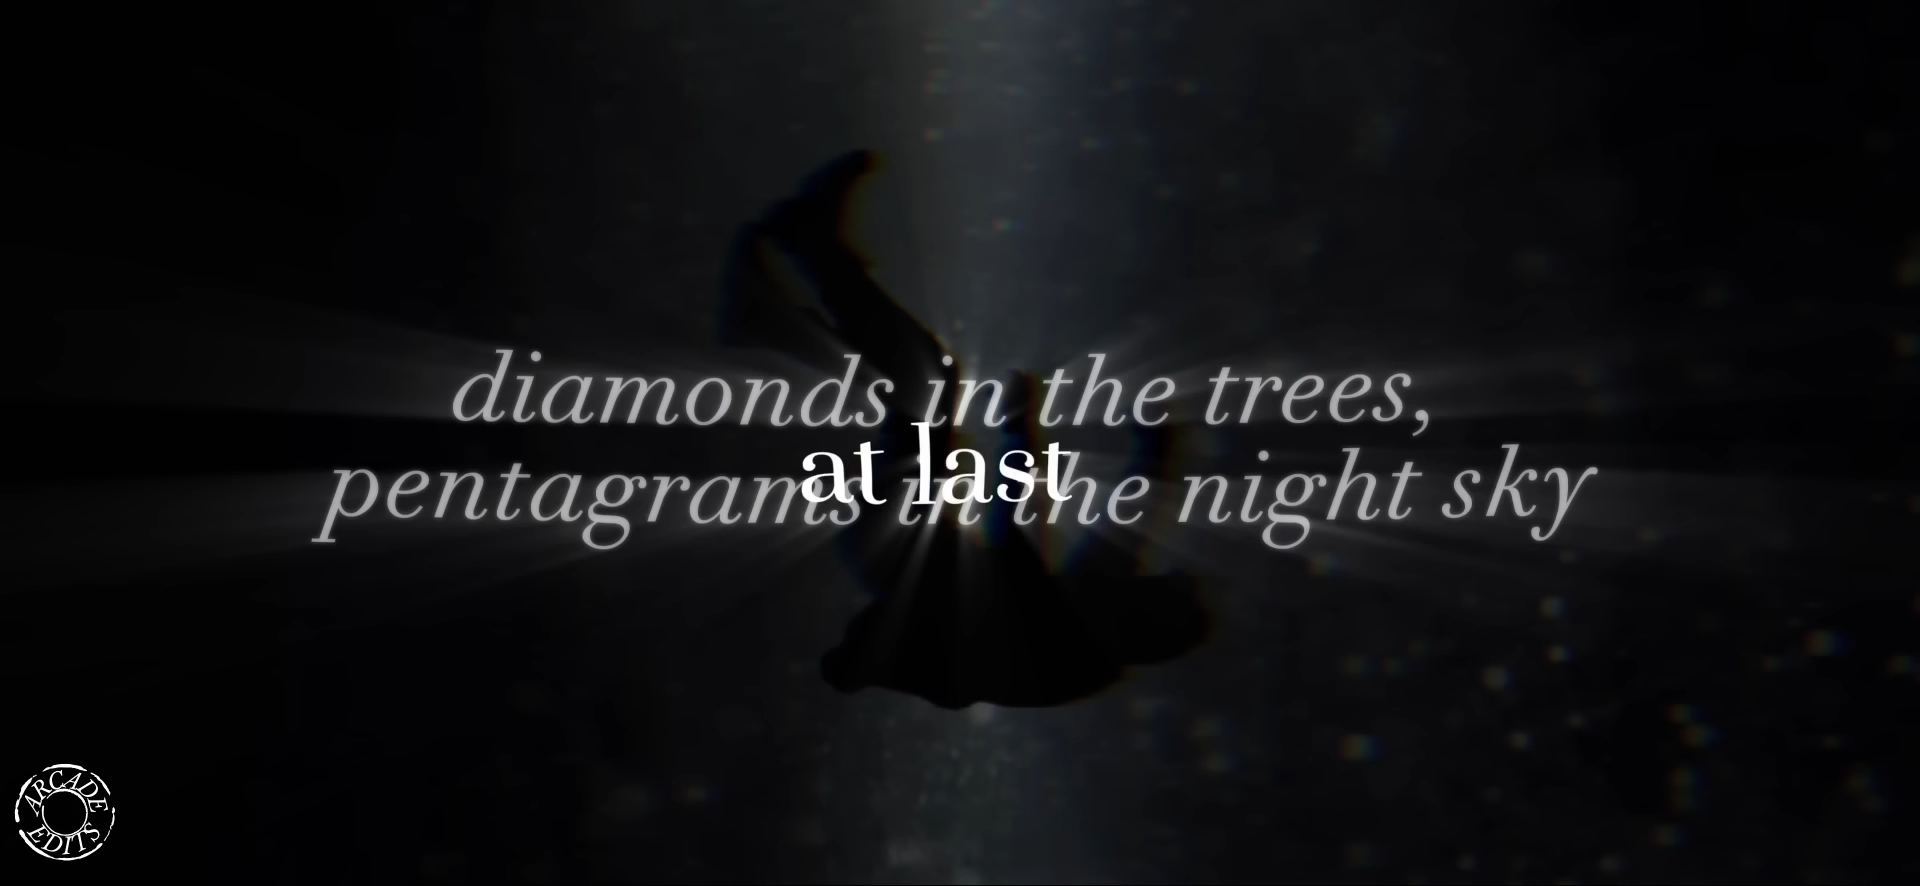 diamonds in the trees,
at last
pentagrams in the night sky
ARCADE
EDITS